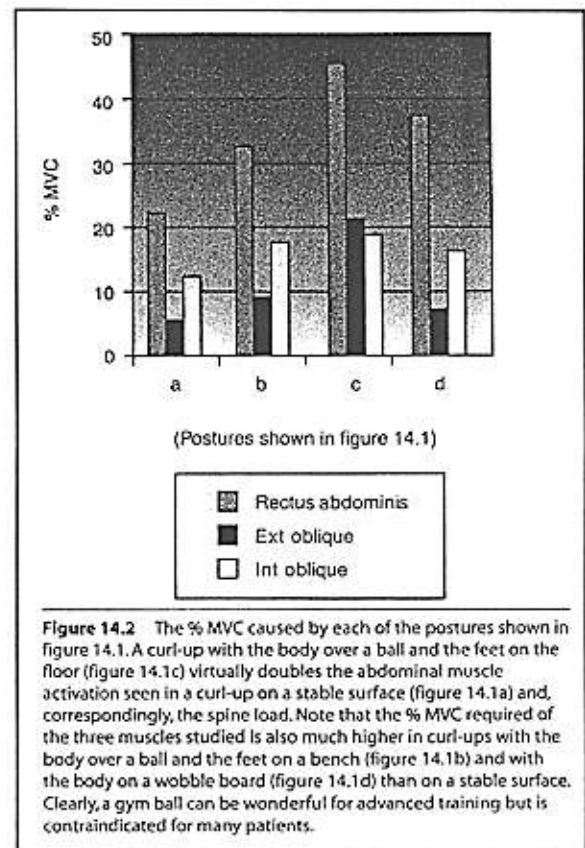 50
40
30
20
10
0
% MVC
a b c d
(Postures shown in figure 14.1)
Rectus abdominis
Ext oblique
Int oblique
Figure 14.2 The % MVC caused by each of the postures shown in
figure 14.1. A curl-up with the body over a ball and the feet on the
floor (figure 14.1c) virtually doubles the abdominal muscle
activation seen in a curl-up on a stable surface (figure 14.1a) and,
correspondingly, the spine load. Note that the % MVC required of
the three muscles studied is also much higher in curl-ups with the
body over a ball and the feet on a bench (figure 14.1b) and with
the body on a wobble board (figure 14.1d) than on a stable surface.
Clearly, a gym ball can be wonderful for advanced training but is
contraindicated for many patients.